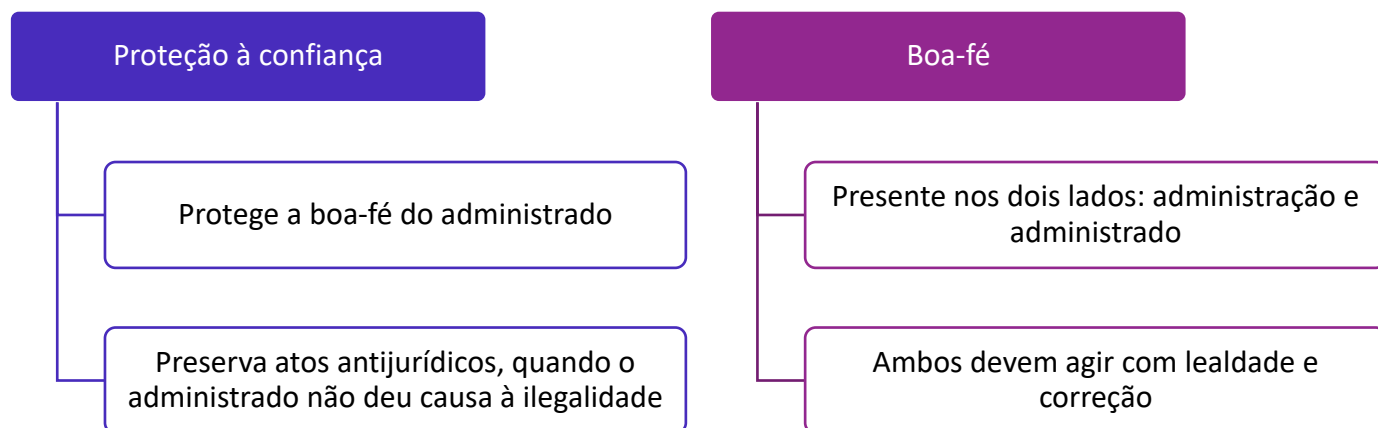 Proteção à confiança
Protege a boa-fé do administrado
Preserva atos antijurídicos, quando o
administrado não deu causa à ilegalidade
Boa-fé
Presente nos dois lados: administração e
administrado
Ambos devem agir com lealdade e
correção